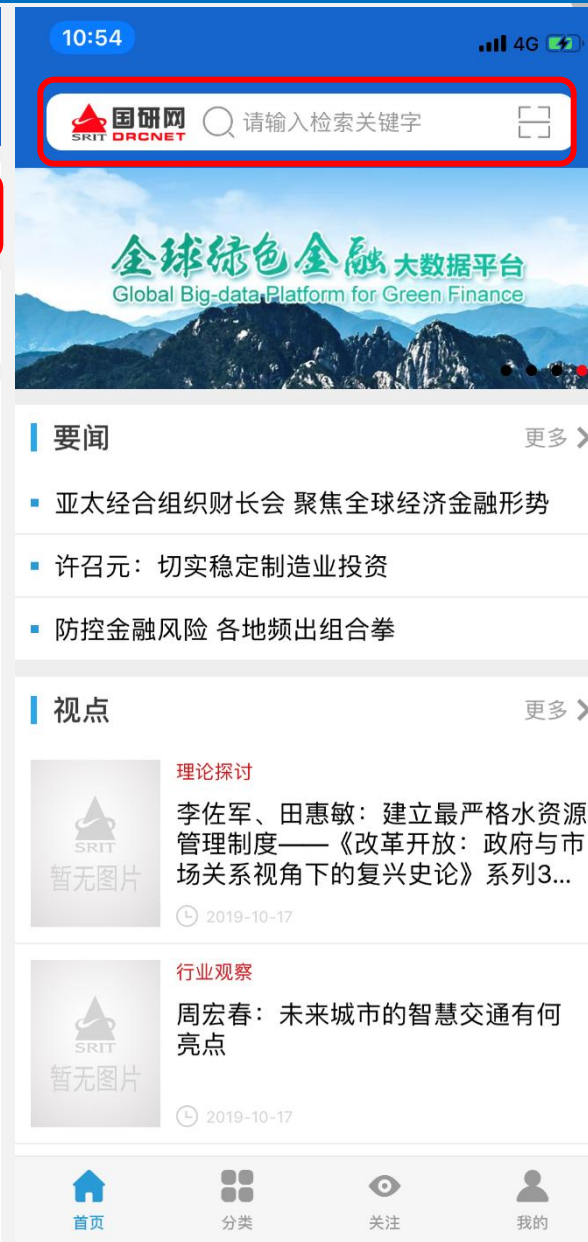 10:54
4G
国研网
SRIT DRCNET
请输入检索关键字
全球绿色金融大数据平台
Global Big-data Platform for Green Finance
要闻
更多
亚太经合组织财长会 聚焦全球经济金融形势
许召元：切实稳定制造业投资
防控金融风险 各地频出组合拳
视点
更多
理论探讨
李佐军、田惠敏：建立最严格水资源
管理制度——《改革开放：政府与市
场关系视角下的复兴史论》系列3...
SRIT
暂无图片
2019-10-17
行业观察
周宏春：未来城市的智慧交通有何
亮点
SRIT
暂无图片
2019-10-17
首页
分类
关注
我的